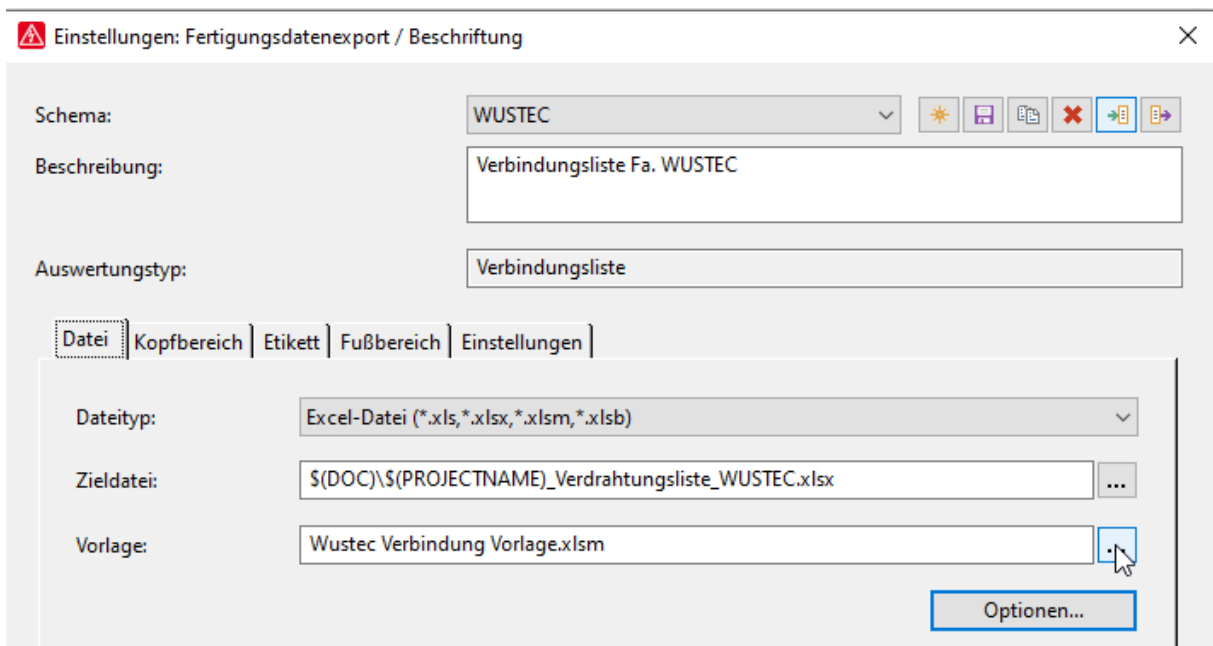 Einstellungen: Fertigungsdatenexport / Beschriftung
Schema: WUSTEC
Beschreibung: Verbindungsliste Fa. WUSTEC
Auswertungstyp: Verbindungsliste
Datei Kopfbereich Etikett Fußbereich Einstellungen
Dateityp: Excel-Datei (*.xls,*.xlsx,*.xlsm,*.xlsb)
Zieldatei: $(DOC)\$(PROJECTNAME)_Verdrahtungsliste_WUSTEC.xlsx ...
Vorlage: Wustec Verbindung Vorlage.xlsm ...
Optionen...